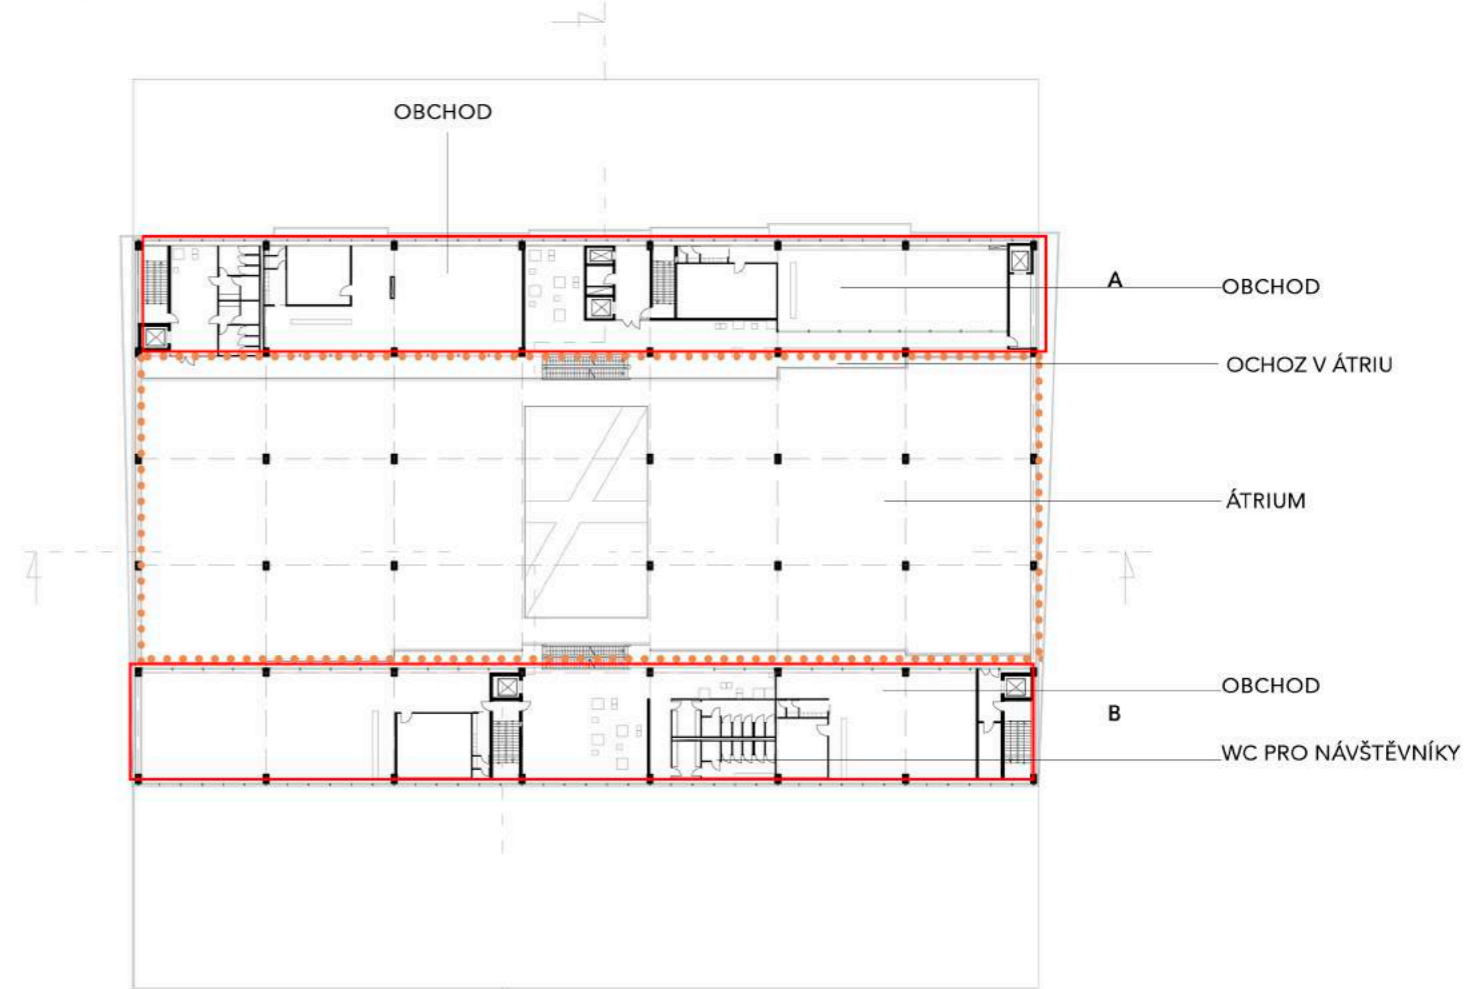 OBCHOD
A
OBCHOD
OCHOZ V ÁTRIU
ÁTRIUM
OBCHOD
B
WC PRO NÁVŠTĚVNÍKY